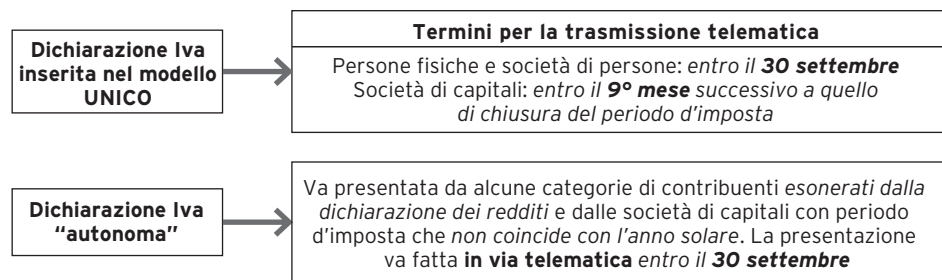 Dichiarazione Iva
inserita nel modello
UNICO
Termini per la trasmissione telematica
Persone fisiche e società di persone: entro il 30 settembre
Società di capitali: entro il 9° mese successivo a quello
di chiusura del periodo d'imposta
Dichiarazione Iva
“autonoma”
Va presentata da alcune categorie di contribuenti esonerati dalla
dichiarazione dei redditi e dalle società di capitali con periodo
d'imposta che non coincide con l'anno solare. La presentazione
va fatta in via telematica entro il 30 settembre